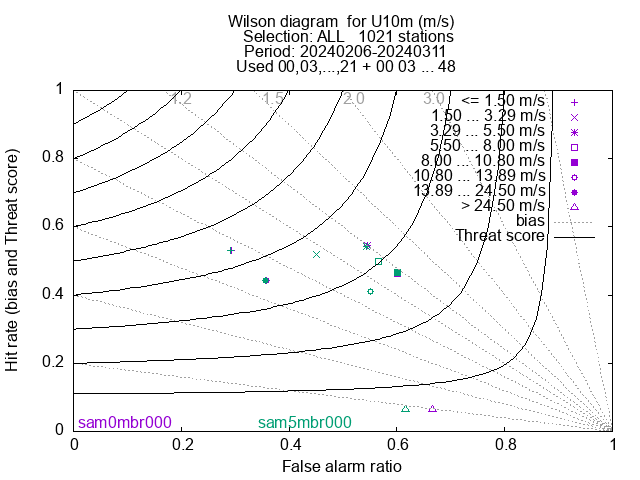 Wilson diagram  for U10m (m/s)
Selection: ALL   1021 stations
Period: 20240206-20240311
Used 00,03,...,21 + 00 03 ... 48
1.2 1.5 2.0 3.0
<= 1.50 m/s
1.50 ... 3.29 m/s
3.29 ... 5.50 m/s
5.50 ... 8.00 m/s
8.00 ... 10.80 m/s
10.80 ... 13.89 m/s
13.89 ... 24.50 m/s
> 24.50 m/s
bias
Threat score
Hit rate (bias and Threat score)
1
0.8
0.6
0.4
0.2
0
sam0mbr000 sam5mbr000
0 0.2 0.4 0.6 0.8 1
False alarm ratio